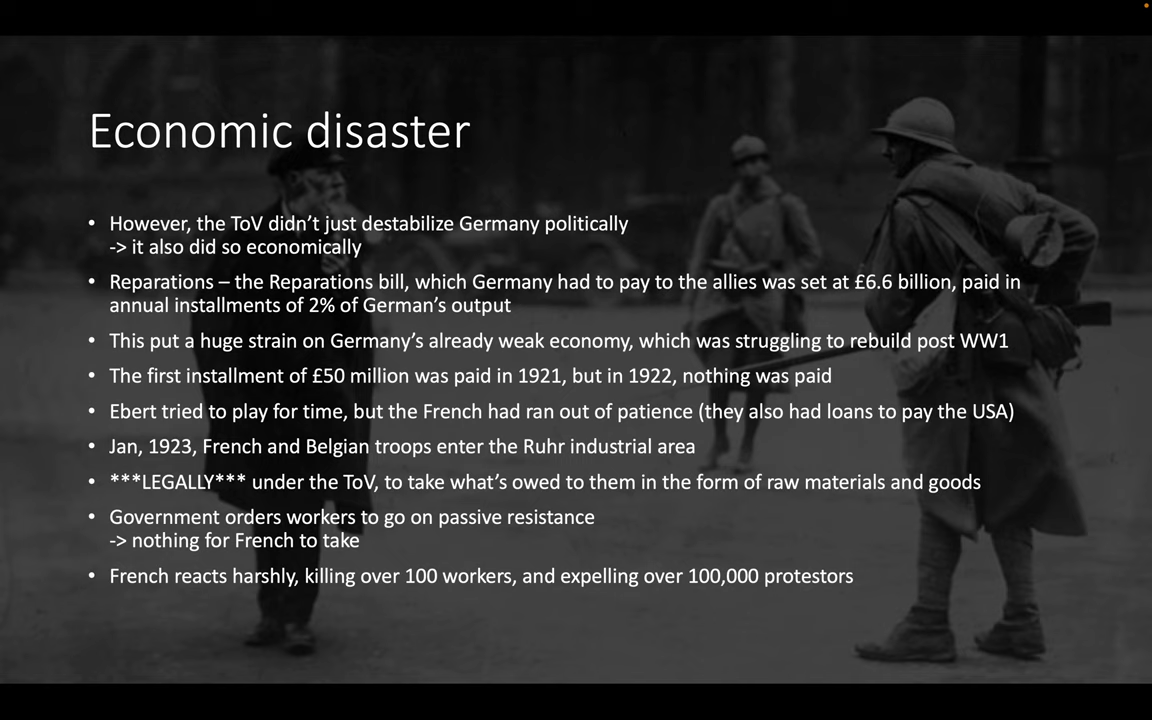 Economic disaster
• However, the ToV didn’t just destabilize Germany politically
-> it also did so economically
• Reparations – the Reparations bill, which Germany had to pay to the allies was set at £6.6 billion, paid in
annual installments of 2% of German’s output
• This put a huge strain on Germany’s already weak economy, which was struggling to rebuild post WW1
• The first installment of £50 million was paid in 1921, but in 1922, nothing was paid
• Ebert tried to play for time, but the French had ran out of patience (they also had loans to pay the USA)
• Jan, 1923, French and Belgian troops enter the Ruhr industrial area
• ***LEGALLY*** under the ToV, to take what’s owed to them in the form of raw materials and goods
• Government orders workers to go on passive resistance
-> nothing for French to take
• French reacts harshly, killing over 100 workers, and expelling over 100,000 protestors